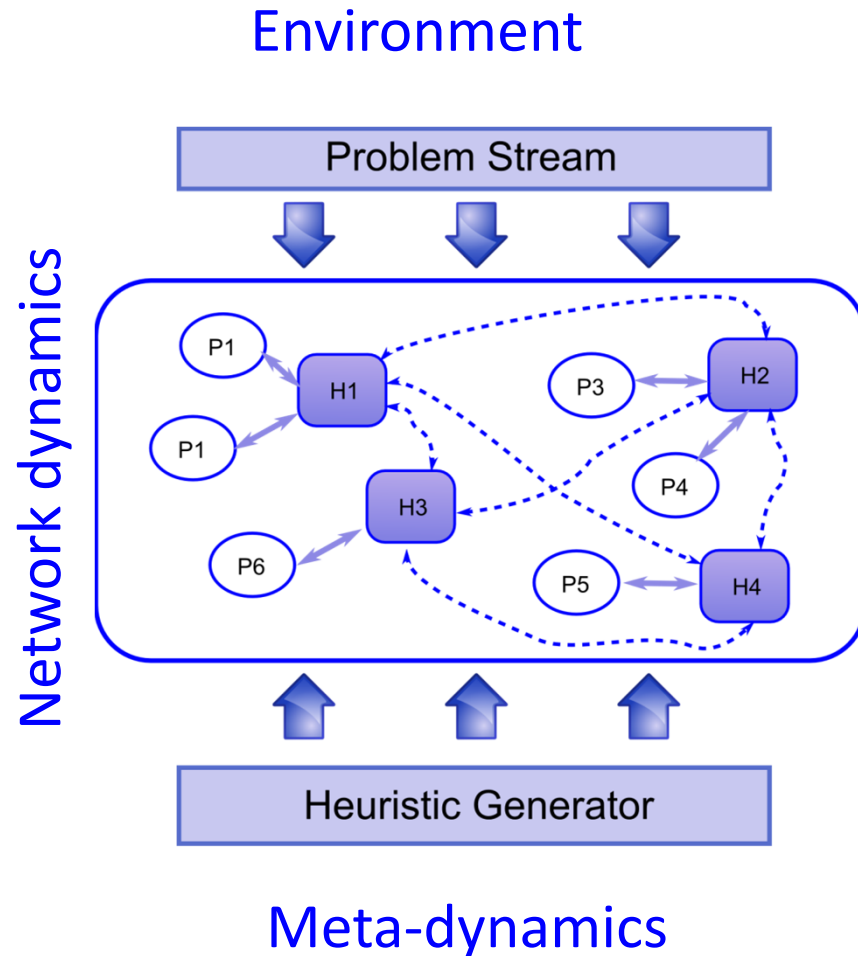 Environment
Problem Stream
Network dynamics
P1
H1
P3
H2
P1
P4
H3
P6
P5
H4
Heuristic Generator
Meta-dynamics